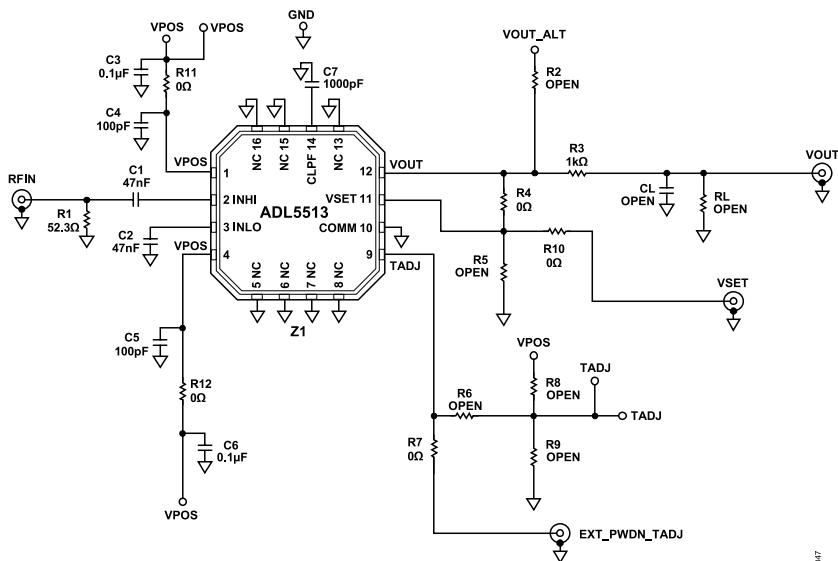 VPOS
VPOS
GND
VOUT_ALT
C3
0.1µF
R11
0Ω
C7
1000pF
R2
OPEN
C4
100pF
NC 16
NC 15
CLPF 14
NC 13
VPOS
1
12
VOUT
R3
1kΩ
VOUT
RFIN
C1
47nF
2 INHI
VSET 11
R4
0Ω
CL
OPEN
RL
OPEN
R1
52.3Ω
ADL5513
C2
47nF
3 INLO
COMM 10
VPOS
4
9
TADJ
R5
OPEN
R10
0Ω
VSET
5 NC
6 NC
7 NC
8 NC
Z1
C5
100pF
R12
0Ω
VPOS
TADJ
R8
OPEN
R6
OPEN
TADJ
R7
0Ω
R9
OPEN
C6
0.1µF
VPOS
EXT_PWDN_TADJ